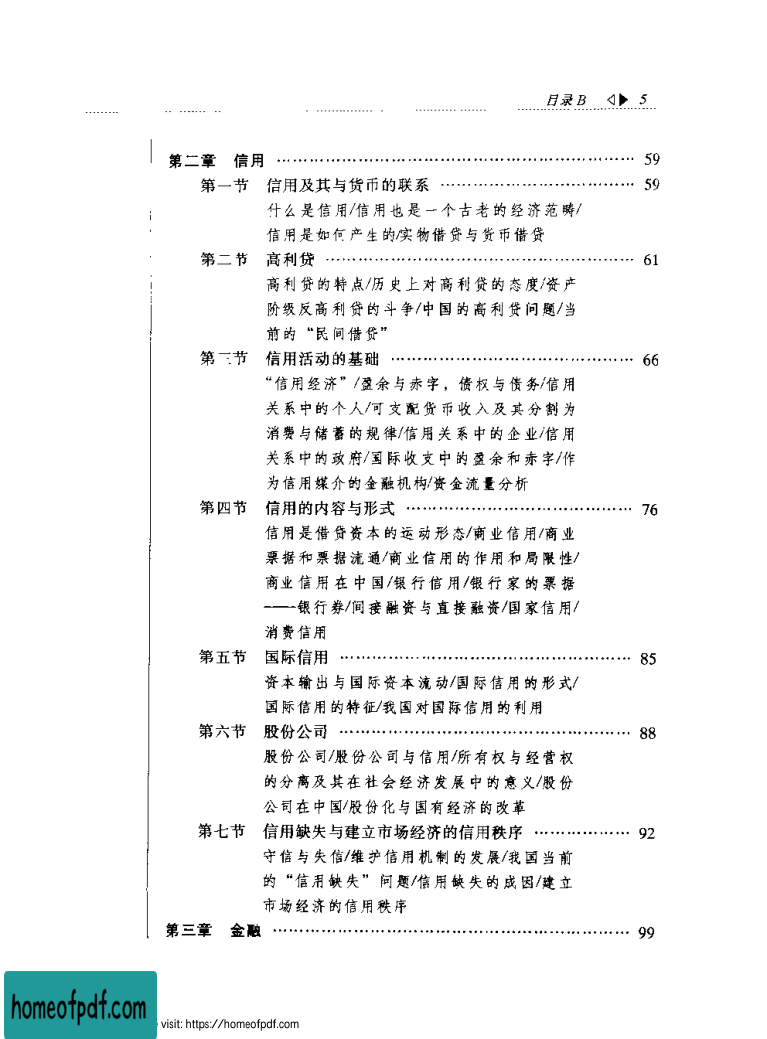 目录B ◁▶ 5
第二章 信用 …………………………………………………………… 59
第一节 信用及其与货币的联系 ……………………………… 59
什么是信用/信用也是一个古老的经济范畴/
信用是如何产生的/实物借贷与货币借贷
第二节 高利贷 …………………………………………………… 61
高利贷的特点/历史上对高利贷的态度/资产
阶级反高利贷的斗争/中国的高利贷问题/当
前的“民间借贷”
第三节 信用活动的基础 ……………………………………… 66
“信用经济”/盈余与赤字，债权与债务/信用
关系中的个人/可支配货币收入及其分割为
消费与储蓄的规律/信用关系中的企业/信用
关系中的政府/国际收支中的盈余和赤字/作
为信用媒介的金融机构/资金流量分析
第四节 信用的内容与形式 …………………………………… 76
信用是借贷资本的运动形态/商业信用/商业
票据和票据流通/商业信用的作用和局限性/
商业信用在中国/银行信用/银行家的票据
——银行券/间接融资与直接融资/国家信用/
消费信用
第五节 国际信用 ……………………………………………… 85
资本输出与国际资本流动/国际信用的形式/
国际信用的特征/我国对国际信用的利用
第六节 股份公司 ……………………………………………… 88
股份公司/股份公司与信用/所有权与经营权
的分离及其在社会经济发展中的意义/股份
公司在中国/股份化与国有经济的改革
第七节 信用缺失与建立市场经济的信用秩序 ……………… 92
守信与失信/维护信用机制的发展/我国当前
的“信用缺失”问题/信用缺失的成因/建立
市场经济的信用秩序
第三章 金融 …………………………………………………………… 99
homeofpdf.com
visit: https://homeofpdf.com